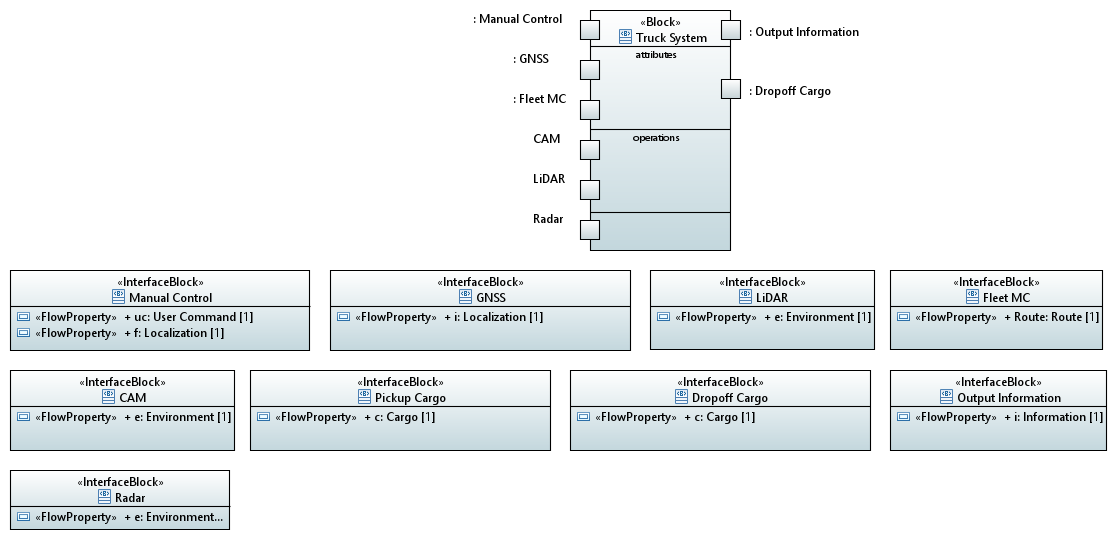 : Manual Control
«Block»
Truck System
: Output Information
attributes
: GNSS
: Dropoff Cargo
: Fleet MC
CAM
operations
LiDAR
Radar
«InterfaceBlock»
Manual Control
«FlowProperty» + uc: User Command [1]
«FlowProperty» + f: Localization [1]
«InterfaceBlock»
GNSS
«FlowProperty» + i: Localization [1]
«InterfaceBlock»
LiDAR
«FlowProperty» + e: Environment [1]
«InterfaceBlock»
Fleet MC
«FlowProperty» + Route: Route [1]
«InterfaceBlock»
CAM
«FlowProperty» + e: Environment [1]
«InterfaceBlock»
Pickup Cargo
«FlowProperty» + c: Cargo [1]
«InterfaceBlock»
Dropoff Cargo
«FlowProperty» + c: Cargo [1]
«InterfaceBlock»
Output Information
«FlowProperty» + i: Information [1]
«InterfaceBlock»
Radar
«FlowProperty» + e: Environment...